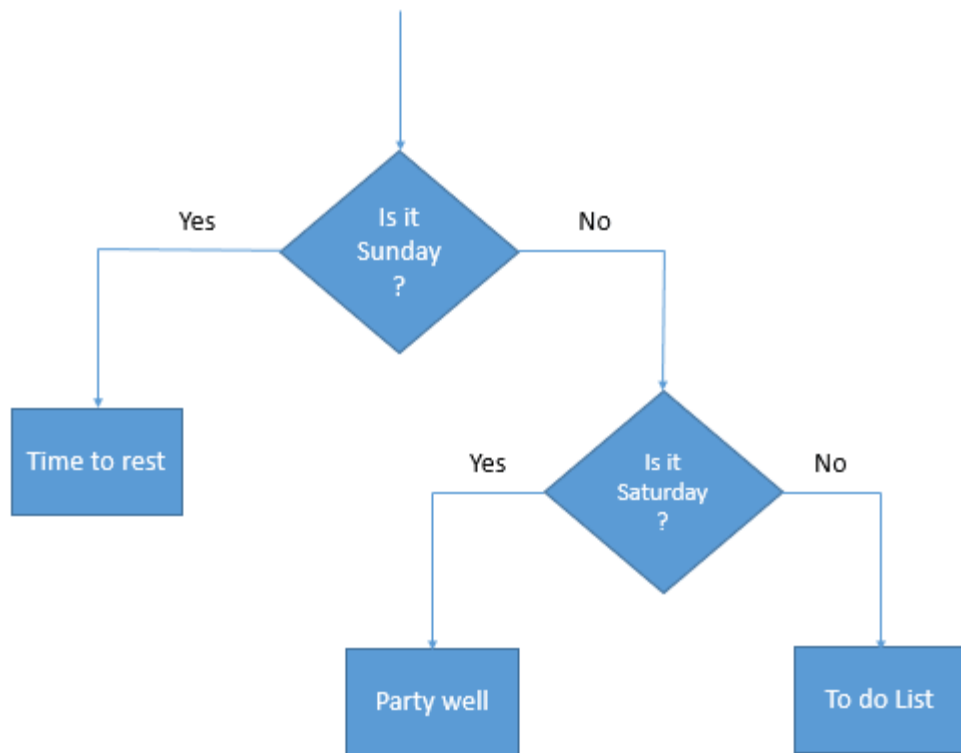 Is it
Sunday
?
Yes
No
Time to rest
Is it
Saturday
?
Yes
No
Party well
To do List